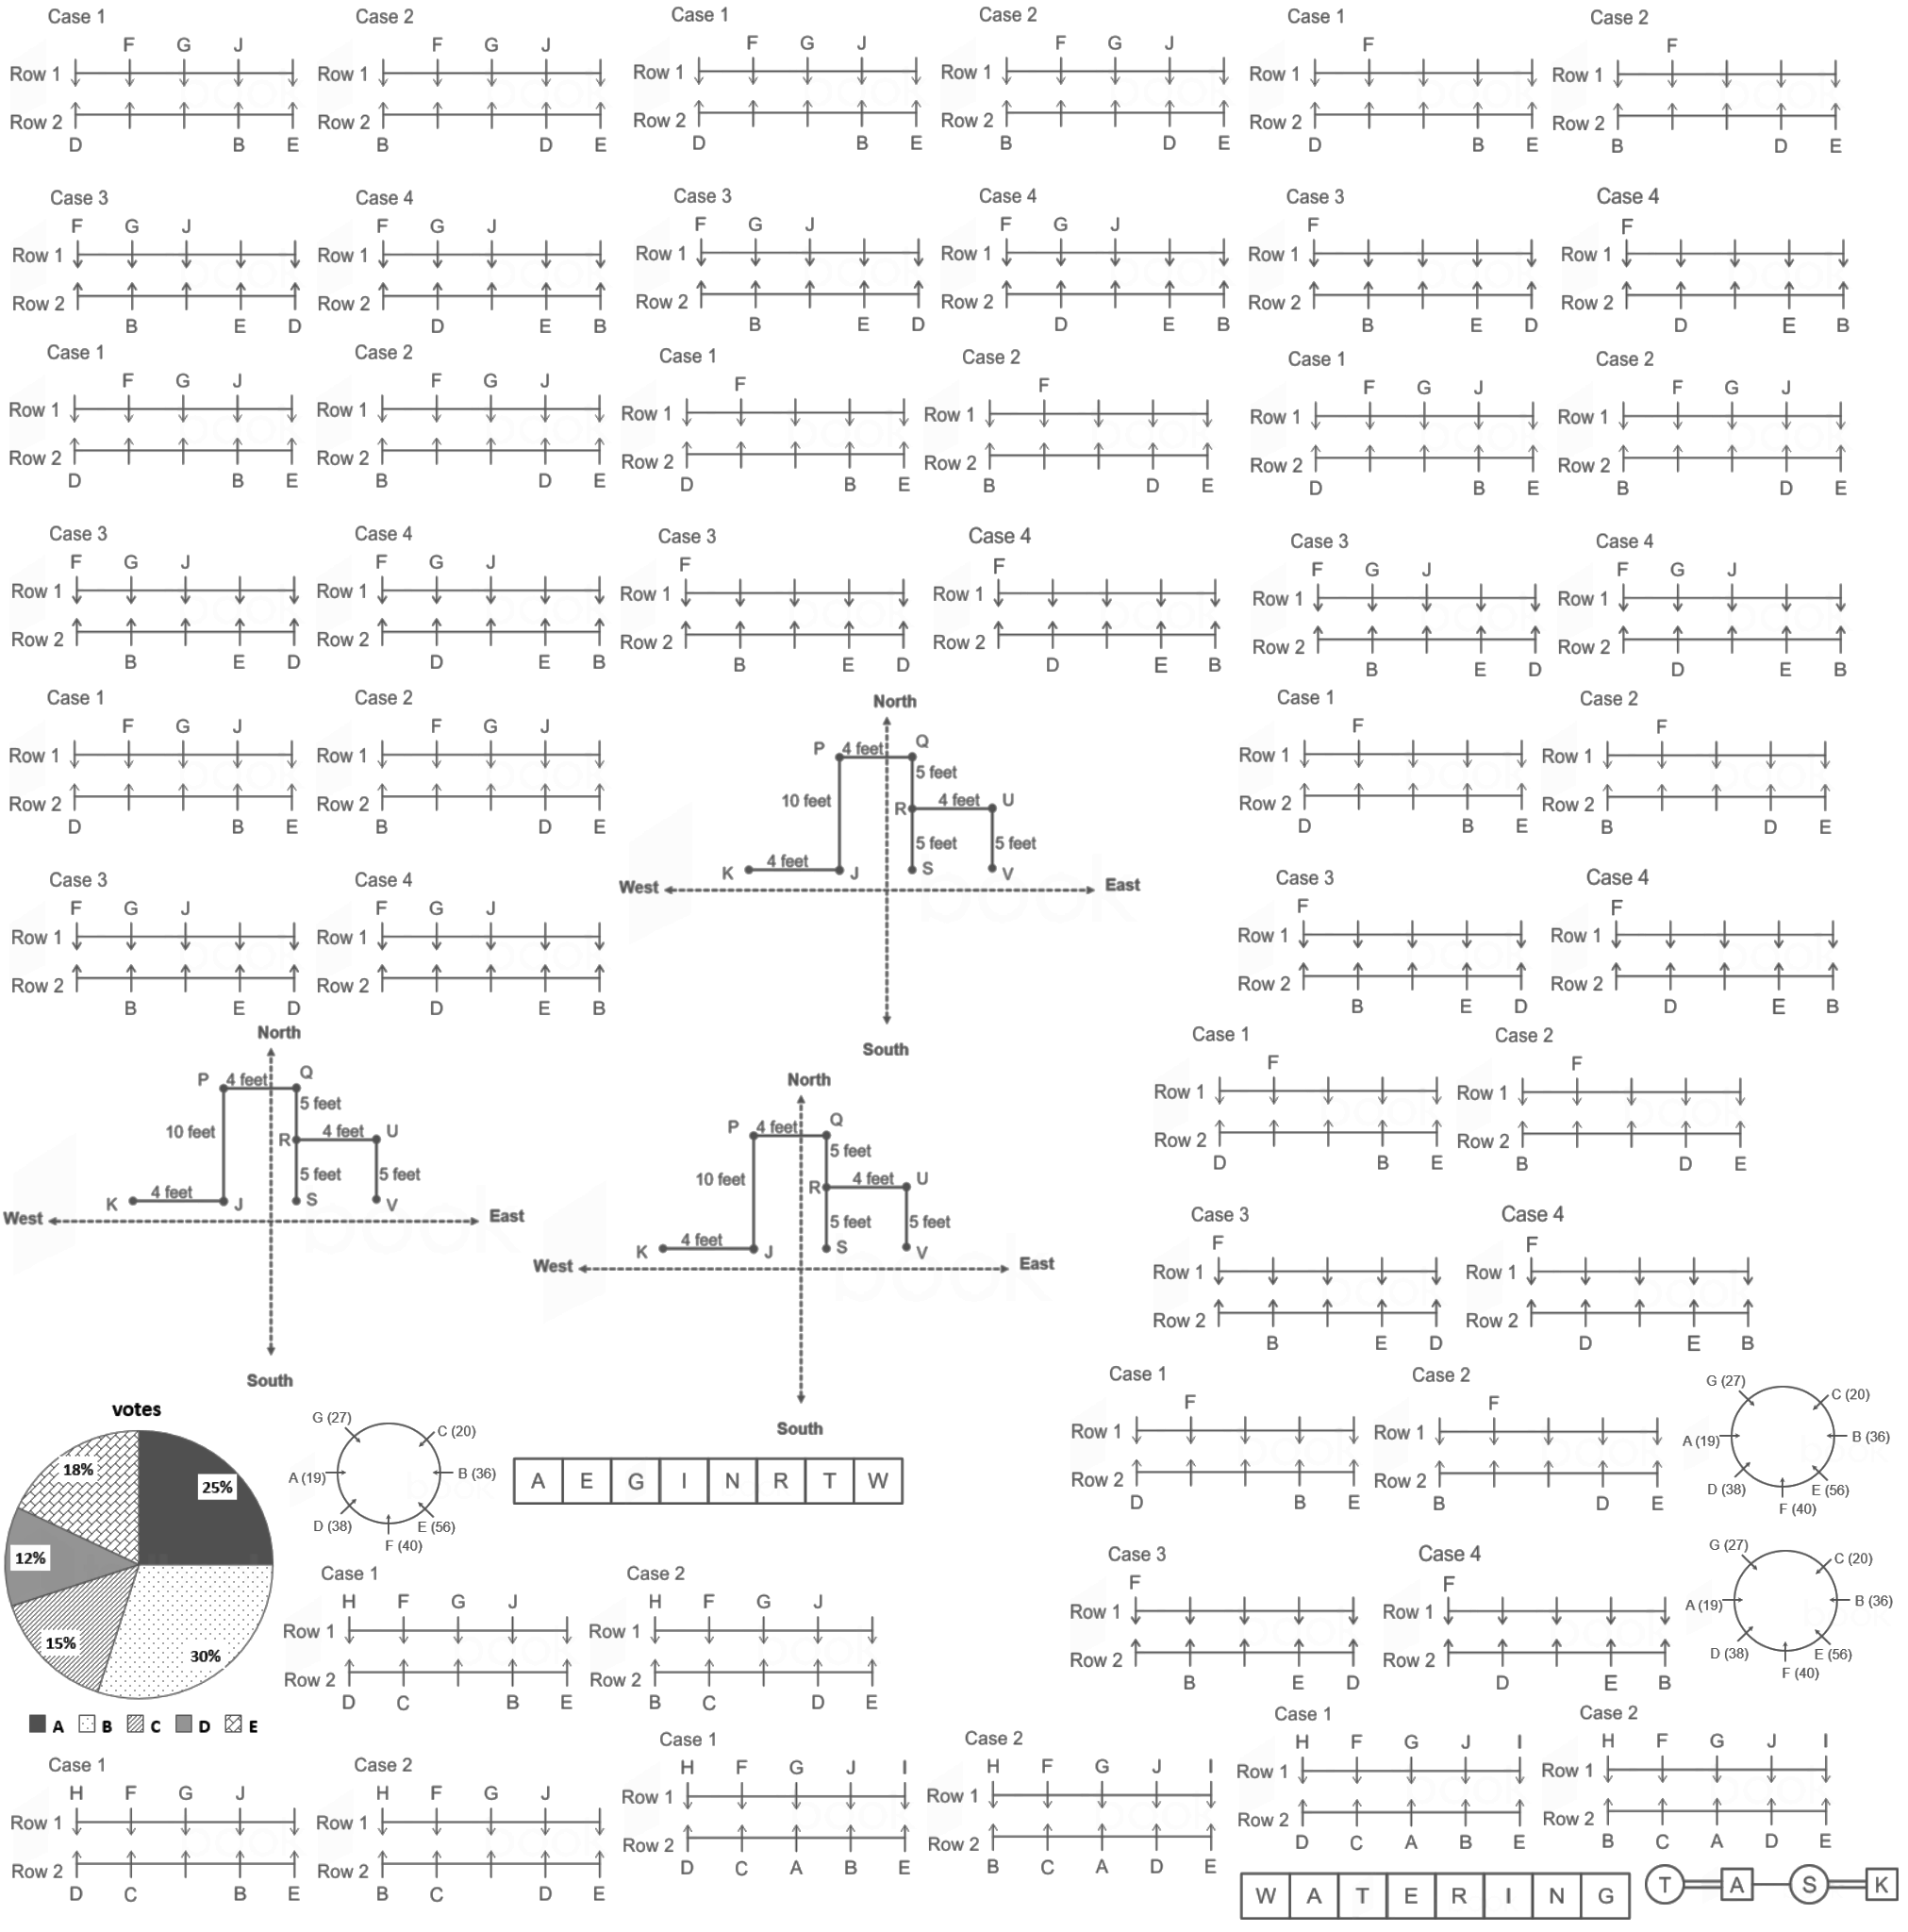 Case 1 Case 2
F G J F G J
Row 1 Row 1
Row 2 Row 2
D B E B D E
Case 3 Case 4
F G J F G J
Row 1 Row 1
Row 2 Row 2
B E D D E B
Case 1 Case 2
F G J F G J
Row 1 Row 1
Row 2 Row 2
D B E B D E
Case 3 Case 4
F G J F G J
Row 1 Row 1
Row 2 Row 2
B E D D E B
Case 1 Case 2
F F
Row 1 Row 1
Row 2 Row 2
D B E B D E
Case 3 Case 4
F F
Row 1 Row 1
Row 2 Row 2
B E D D E B
Case 1 Case 2
F G J F G J
Row 1 Row 1
Row 2 Row 2
D B E B D E
Case 3 Case 4
F G J F G J
Row 1 Row 1
Row 2 Row 2
B E D D E B
Case 1 Case 2
F F
Row 1 Row 1
Row 2 Row 2
D B E B D E
Case 3 Case 4
F F
Row 1 Row 1
Row 2 Row 2
B E D D E B
Case 1 Case 2
F G J F G J
Row 1 Row 1
Row 2 Row 2
D B E B D E
Case 3 Case 4
F G J F G J
Row 1 Row 1
Row 2 Row 2
B E D D E B
Case 1 Case 2
F G J F G J
Row 1 Row 1
Row 2 Row 2
D B E B D E
Case 3 Case 4
F G J F G J
Row 1 Row 1
Row 2 Row 2
B E D D E B
North
P 4 feet Q
5 feet
10 feet R 4 feet U
5 feet 5 feet
K 4 feet J S V
West East
South
book
Case 1 Case 2
F F
Row 1 Row 1
Row 2 Row 2
D B E B D E
Case 3 Case 4
F F
Row 1 Row 1
Row 2 Row 2
B E D D E B
North
P 4 feet Q
5 feet
10 feet R 4 feet U
5 feet 5 feet
K 4 feet J S V
West East
South
book
North
P 4 feet Q
5 feet
10 feet R 4 feet U
5 feet 5 feet
K 4 feet J S V
West East
South
book
Case 1 Case 2
F F
Row 1 Row 1
Row 2 Row 2
D B E B D E
Case 3 Case 4
F F
Row 1 Row 1
Row 2 Row 2
B E D D E B
votes
18% 25%
12%
15% 30%
A B C D E
G (27) C (20)
A (19) B (36)
D (38) E (56)
F (40)
A E G I N R T W
Case 1 Case 2
F F
Row 1 Row 1
Row 2 Row 2
D B E B D E
Case 3 Case 4
F F
Row 1 Row 1
Row 2 Row 2
B E D D E B
G (27) C (20)
A (19) B (36)
D (38) E (56)
F (40)
G (27) C (20)
A (19) B (36)
D (38) E (56)
F (40)
Case 1 Case 2
H F G J H F G J
Row 1 Row 1
Row 2 Row 2
D C B E B C D E
Case 1 Case 2
H F G J H F G J
Row 1 Row 1
Row 2 Row 2
D C B E B C D E
Case 1 Case 2
H F G J I H F G J I
Row 1 Row 1
Row 2 Row 2
D C A B E B C A D E
Case 1 Case 2
H F G J I H F G J I
Row 1 Row 1
Row 2 Row 2
D C A B E B C A D E
W A T E R I N G
T A S K